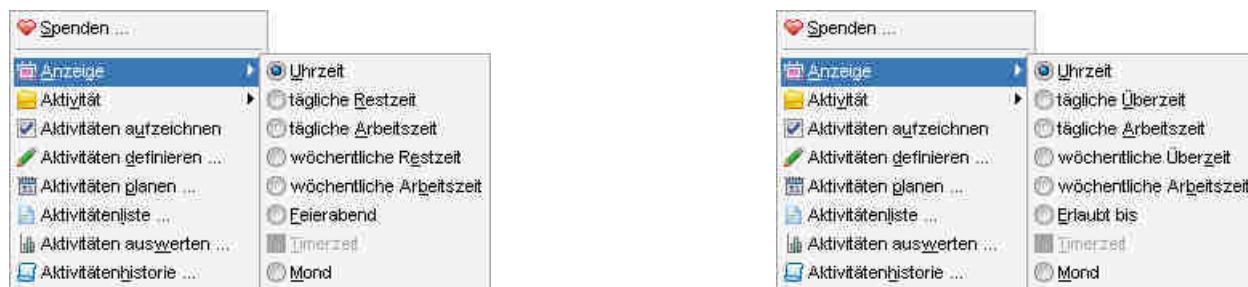 Spenden ...
Anzeige
Aktivität
Aktivitäten aufzeichnen
Aktivitäten definieren ...
Aktivitäten planen ...
Aktivitätenliste ...
Aktivitäten auswerten ...
Aktivitätenhistorie ...
Uhrzeit
tägliche Restzeit
tägliche Arbeitszeit
wöchentliche Restzeit
wöchentliche Arbeitszeit
Feierabend
Timerzeit
Mond
Spenden ...
Anzeige
Aktivität
Aktivitäten aufzeichnen
Aktivitäten definieren ...
Aktivitäten planen ...
Aktivitätenliste ...
Aktivitäten auswerten ...
Aktivitätenhistorie ...
Uhrzeit
tägliche Überzeit
tägliche Arbeitszeit
wöchentliche Überzeit
wöchentliche Arbeitszeit
Erlaubt bis
Timerzeit
Mond